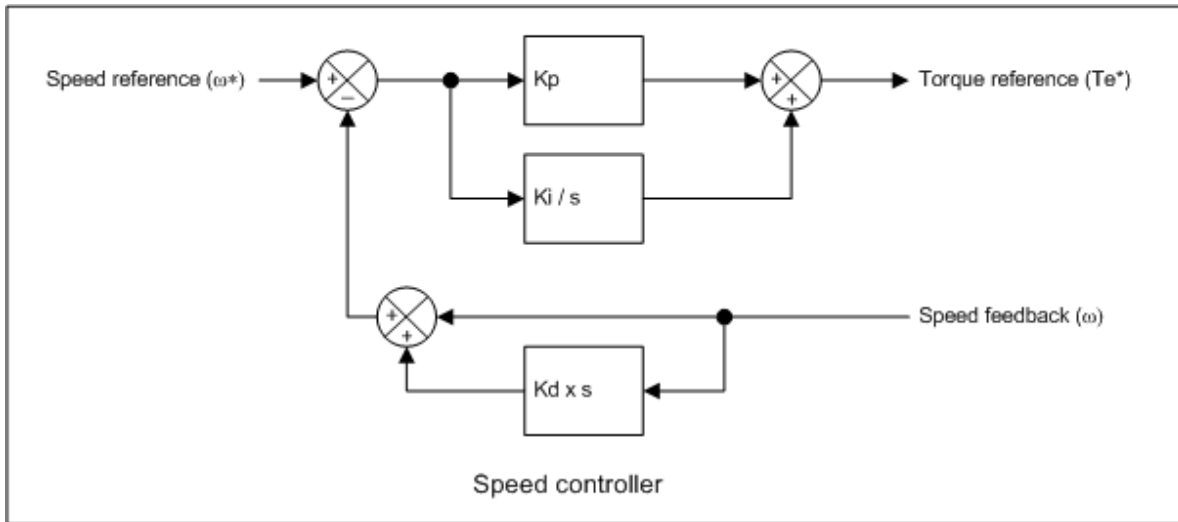 Speed reference (ω*)
+
−
Kp
+
+
Torque reference (Te*)
Ki / s
+
+
Speed feedback (ω)
Kd x s
Speed controller